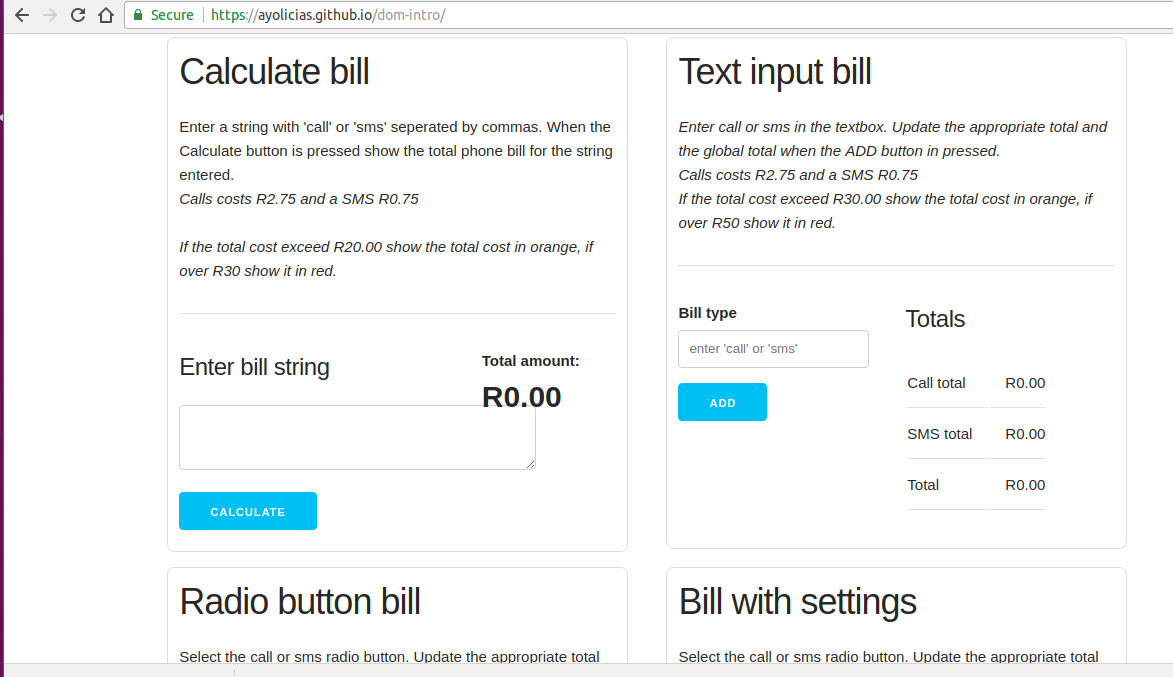 Secure https://ayolicias.github.io/dom-intro/
Calculate bill
Enter a string with 'call' or 'sms' seperated by commas. When the
Calculate button is pressed show the total phone bill for the string
entered.
Calls costs R2.75 and a SMS R0.75
If the total cost exceed R20.00 show the total cost in orange, if
over R30 show it in red.
Enter bill string
Total amount:
R0.00
CALCULATE
Text input bill
Enter call or sms in the textbox. Update the appropriate total and
the global total when the ADD button in pressed.
Calls costs R2.75 and a SMS R0.75
If the total cost exceed R30.00 show the total cost in orange, if
over R50 show it in red.
Bill type
enter 'call' or 'sms'
ADD
Totals
Call total R0.00
SMS total R0.00
Total R0.00
Radio button bill
Select the call or sms radio button. Update the appropriate total
Bill with settings
Select the call or sms radio button. Update the appropriate total